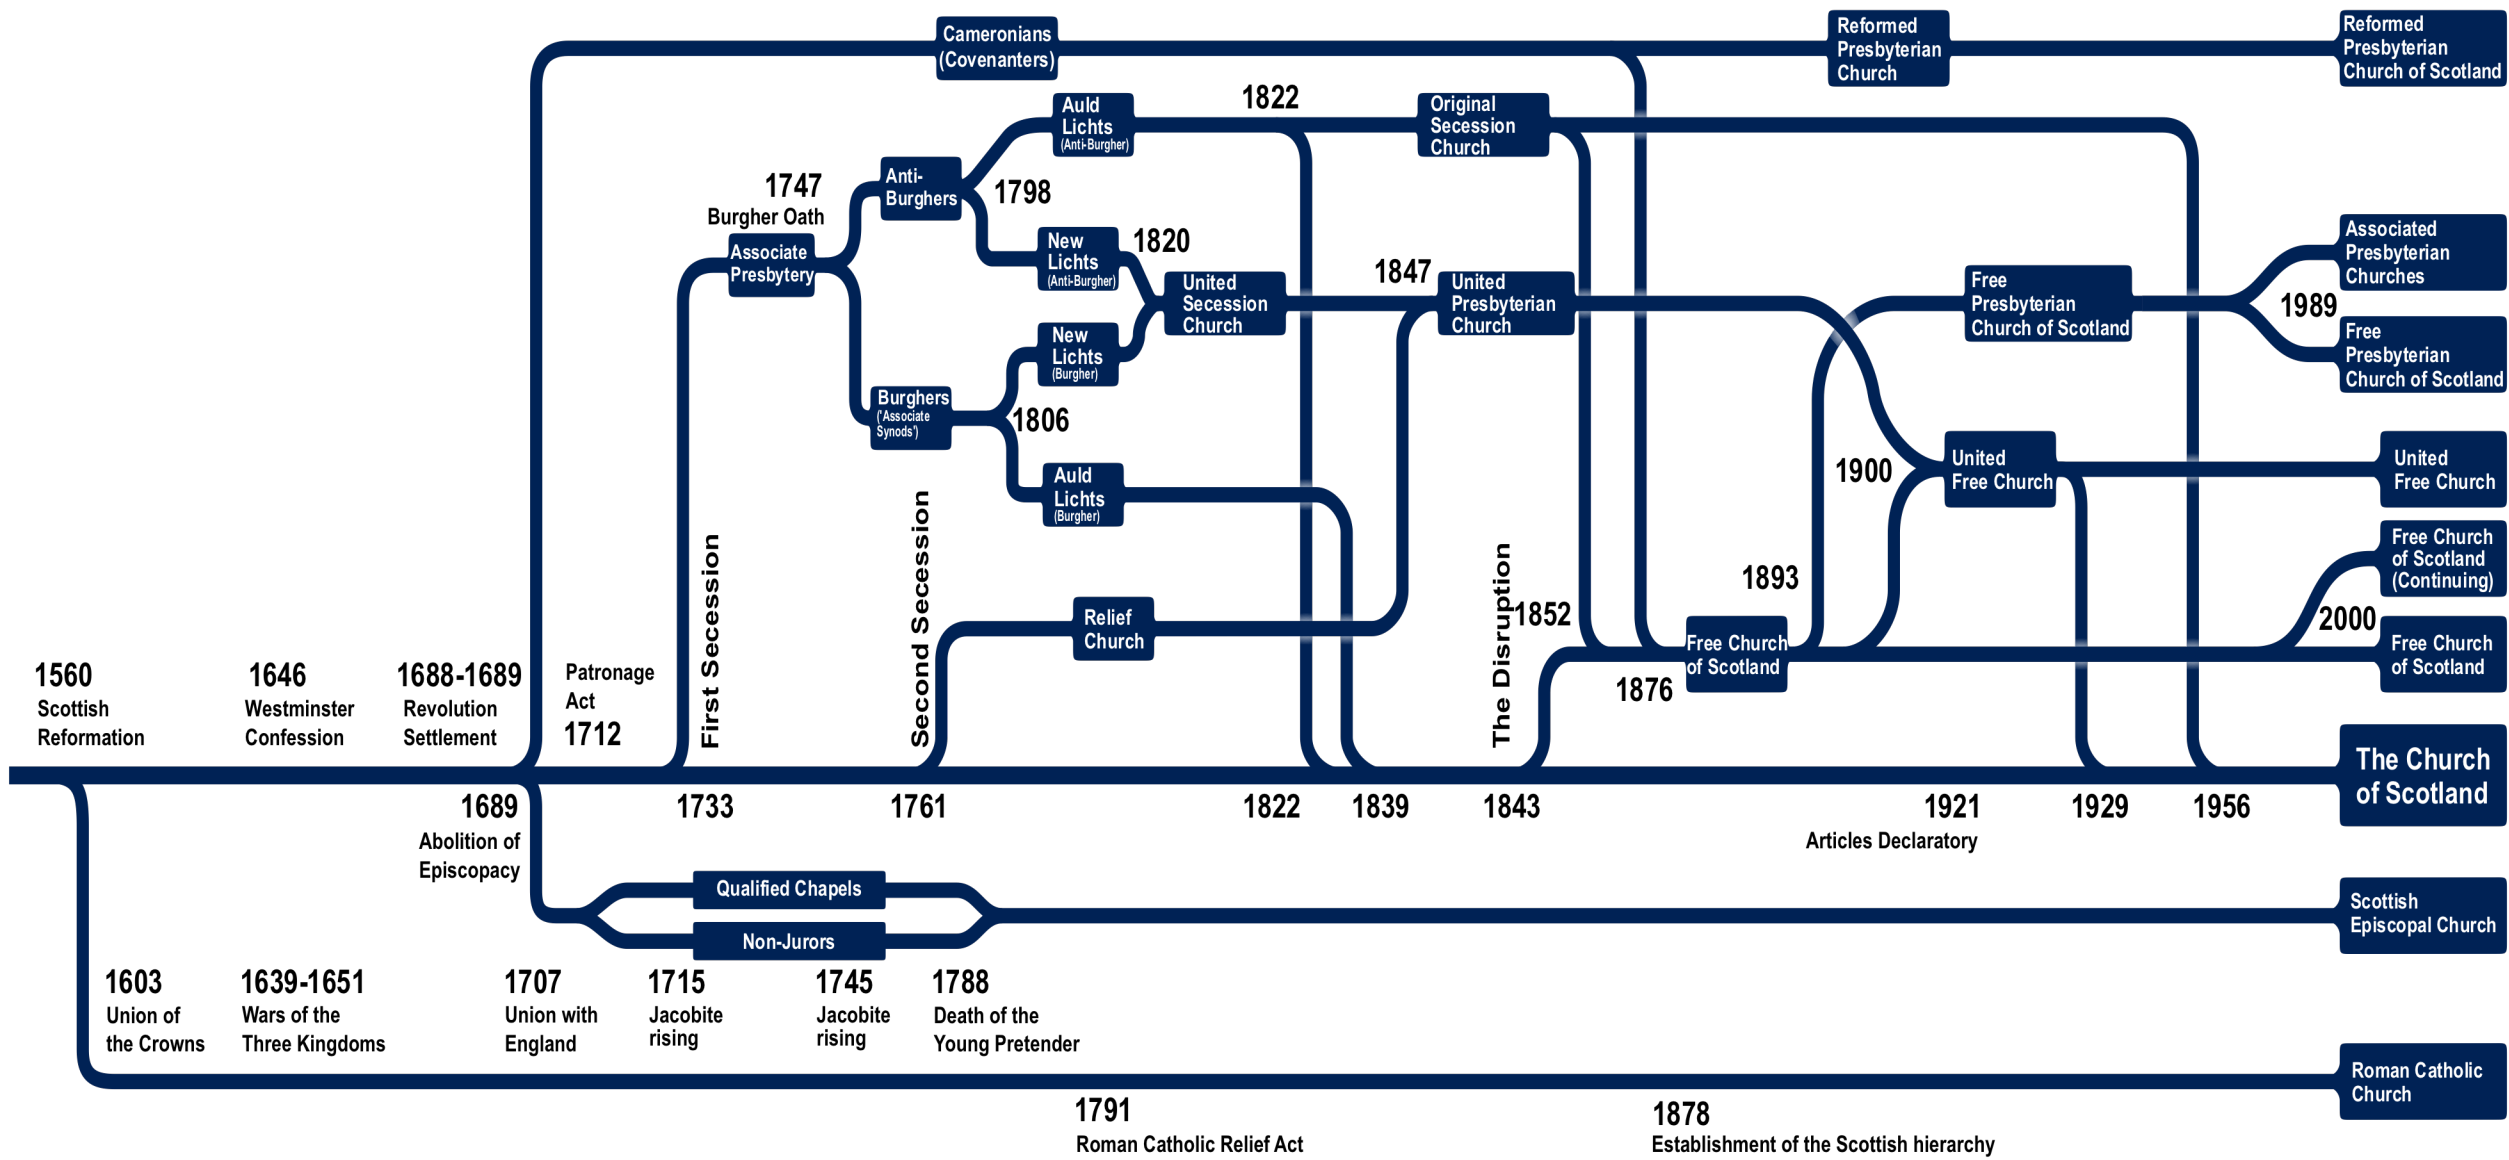 Cameronians
(Covenanters)
Reformed
Presbyterian
Church
Reformed
Presbyterian
Church of Scotland
Auld
Lichts
(Anti-Burgher)
1822
Original
Secession
Church
1747
Burgher Oath
Anti-
Burghers
1798
Associate
Presbytery
New
Lichts
(Anti-Burgher)
1820
United
Secession
Church
1847
United
Presbyterian
Church
Free
Presbyterian
Church of Scotland
Associated
Presbyterian
Churches
1989
Free
Presbyterian
Church of Scotland
New
Lichts
(Burgher)
Burghers
('Associate
Synods')
1806
Auld
Lichts
(Burgher)
1900
United
Free Church
United
Free Church
First Secession
Second Secession
The Disruption
1852
1893
Free Church
of Scotland
(Continuing)
2000
Relief
Church
Free Church
of Scotland
1876
Free Church
of Scotland
1560
Scottish
Reformation
1646
Westminster
Confession
1688-1689
Revolution
Settlement
Patronage
Act
1712
The Church
of Scotland
1689
Abolition of
Episcopacy
1733
1761
1822
1839
1843
1921
Articles Declaratory
1929
1956
Qualified Chapels
Non-Jurors
Scottish
Episcopal Church
1603
Union of
the Crowns
1639-1651
Wars of the
Three Kingdoms
1707
Union with
England
1715
Jacobite
rising
1745
Jacobite
rising
1788
Death of the
Young Pretender
Roman Catholic
Church
1791
Roman Catholic Relief Act
1878
Establishment of the Scottish hierarchy